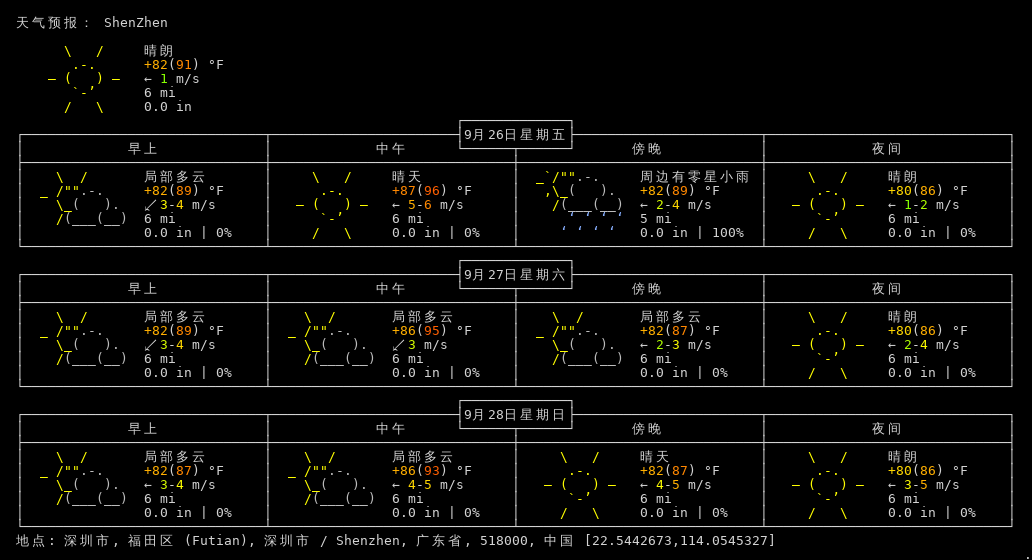 天气预报： ShenZhen
晴朗
+82(91) °F
← 1 m/s
6 mi
0.0 in
9月26日星期五
早上 中午 傍晚 夜间
局部多云 晴天 周边有零星小雨 晴朗
+82(89) °F +87(96) °F +82(89) °F +80(86) °F
↙ 3-4 m/s ← 5-6 m/s ← 2-4 m/s ← 1-2 m/s
6 mi 6 mi 5 mi 6 mi
0.0 in | 0% 0.0 in | 0% 0.0 in | 100% 0.0 in | 0%
9月27日星期六
早上 中午 傍晚 夜间
局部多云 局部多云 局部多云 晴朗
+82(89) °F +86(95) °F +82(87) °F +80(86) °F
↙ 3-4 m/s ↙ 3 m/s ← 2-3 m/s ← 2-4 m/s
6 mi 6 mi 6 mi 6 mi
0.0 in | 0% 0.0 in | 0% 0.0 in | 0% 0.0 in | 0%
9月28日星期日
早上 中午 傍晚 夜间
局部多云 局部多云 晴天 晴朗
+82(87) °F +86(93) °F +82(87) °F +80(86) °F
← 3-4 m/s ← 4-5 m/s ← 4-5 m/s ← 3-5 m/s
6 mi 6 mi 6 mi 6 mi
0.0 in | 0% 0.0 in | 0% 0.0 in | 0% 0.0 in | 0%
地点: 深圳市, 福田区 (Futian), 深圳市 / Shenzhen, 广东省, 518000, 中国 [22.5442673,114.0545327]